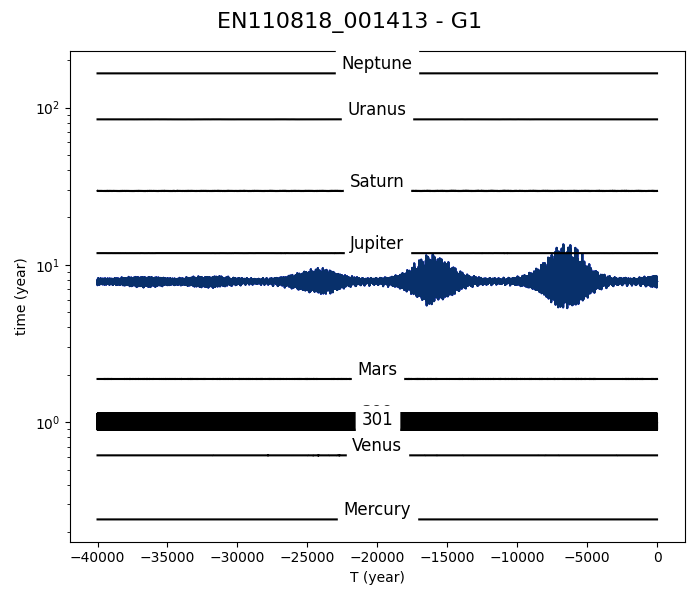 EN110818_001413 - G1
Neptune
10²
Uranus
Saturn
Jupiter
10¹
time (year)
Mars
301
10⁰
Venus
Mercury
−40000 −35000 −30000 −25000 −20000 −15000 −10000 −5000 0
T (year)